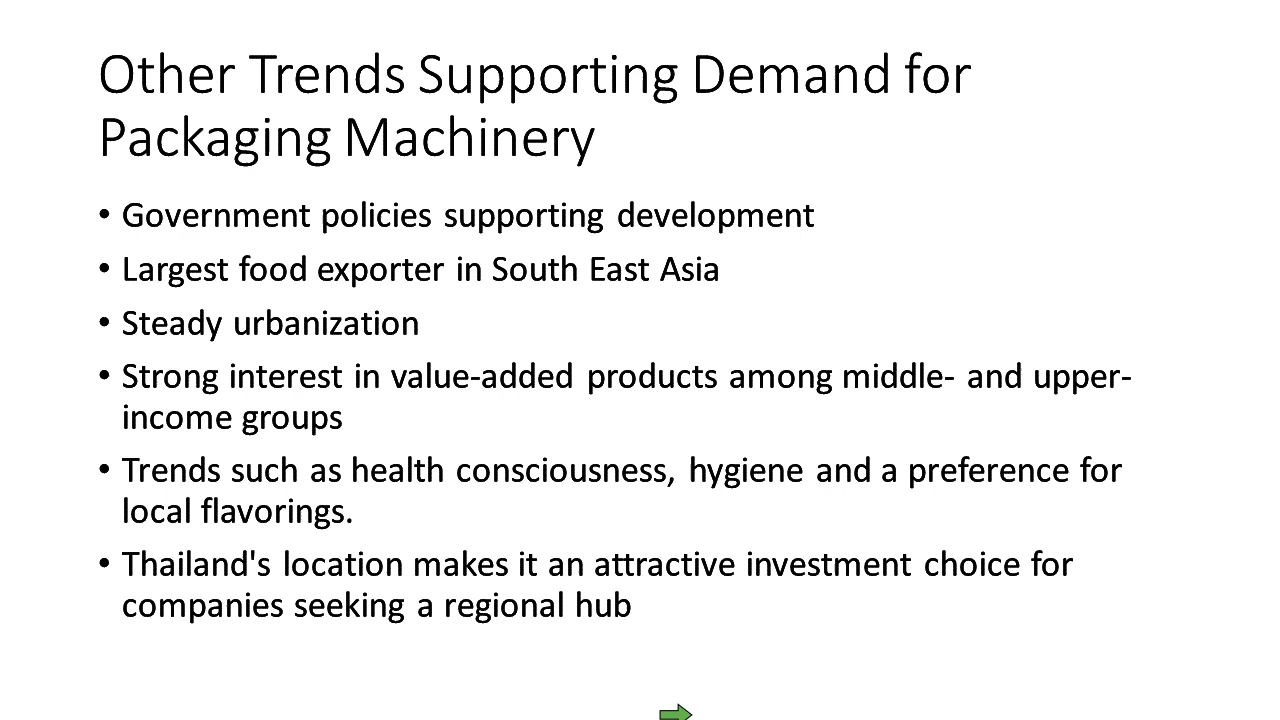 Other Trends Supporting Demand for
Packaging Machinery
• Government policies supporting development
• Largest food exporter in South East Asia
• Steady urbanization
• Strong interest in value-added products among middle- and upper-
income groups
• Trends such as health consciousness, hygiene and a preference for
local flavorings.
• Thailand's location makes it an attractive investment choice for
companies seeking a regional hub